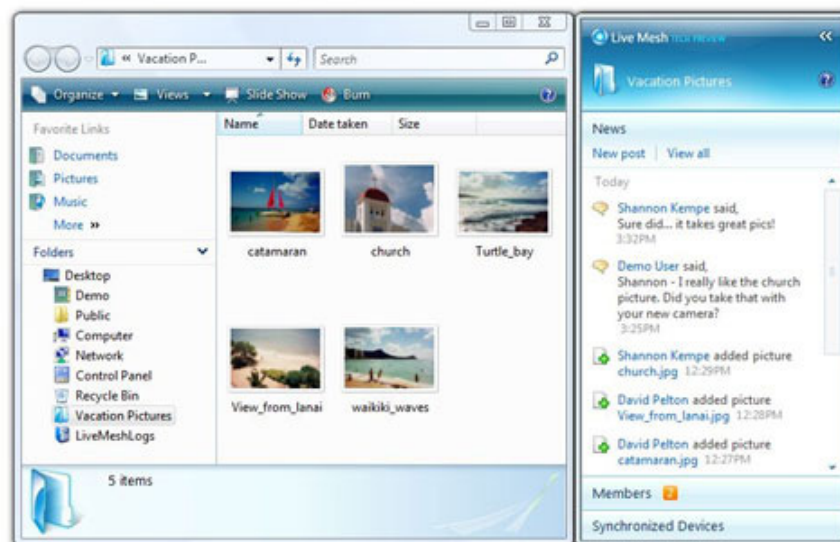 « Vacation P...
Search
Organize
Views
Slide Show
Burn
Name
Date taken
Size
Favorite Links
Documents
Pictures
Music
More »
Folders
Desktop
Demo
Public
Computer
Network
Control Panel
Recycle Bin
Vacation Pictures
LiveMeshLogs
catamaran
church
Turtle_bay
View_from_lanai
waikiki_waves
5 items
Live Mesh TECH PREVIEW
Vacation Pictures
News
New post | View all
Today
Shannon Kempe said,
Sure did... it takes great pics!
3:32PM
Demo User said,
Shannon - I really like the church
picture. Did you take that with
your new camera?
3:25PM
Shannon Kempe added picture
church.jpg 12:29PM
David Pelton added picture
View_from_lanai.jpg 12:28PM
David Pelton added picture
catamaran.jpg 12:27PM
Members 2
Synchronized Devices